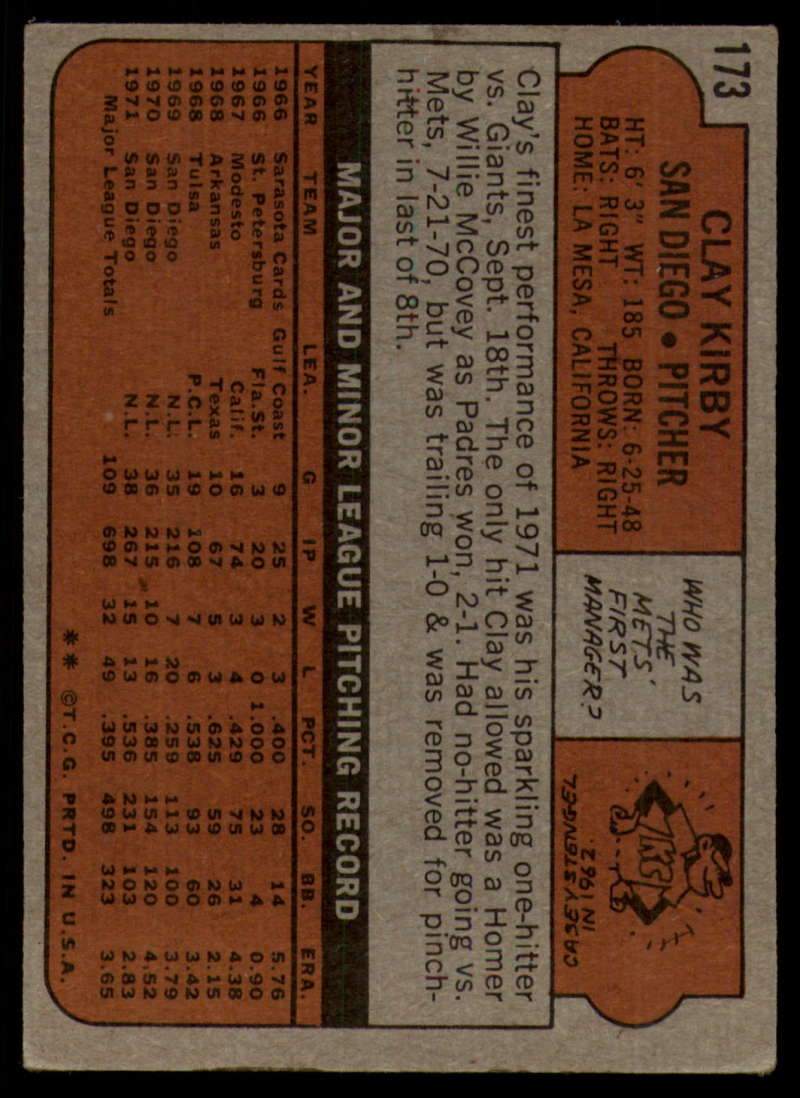 173
CLAY KIRBY
SAN DIEGO • PITCHER
HT: 6' 3" WT: 185 BORN: 6-25-48
BATS: RIGHT THROWS: RIGHT
HOME: LA MESA, CALIFORNIA
WHO WAS
THE
METS'
FIRST
MANAGER?
METS
CASEY STENGEL
IN 1962.
Clay's finest performance of 1971 was his sparkling one-hitter
vs. Giants, Sept. 18th. The only hit Clay allowed was a Homer
by Willie McCovey as Padres won, 2-1. Had no-hitter going vs.
Mets, 7-21-70, but was trailing 1-0 & was removed for pinch-
hitter in last of 8th.
MAJOR AND MINOR LEAGUE PITCHING RECORD
YEAR TEAM LEA. G IP W L PCT. SO. BB. ERA.
1966 Sarasota Cards Gulf Coast 9 25 2 3 .400 28 14 5.76
1966 St. Petersburg Fla.St. 3 20 3 0 1.000 23 4 0.90
1967 Modesto Calif. 16 74 3 4 .429 75 31 4.38
1968 Arkansas Texas 10 67 5 3 .625 59 26 2.15
1968 Tulsa P.C.L. 19 108 7 6 .538 93 60 3.42
1969 San Diego N.L. 35 216 7 20 .259 113 100 3.79
1970 San Diego N.L. 36 215 10 16 .385 154 120 4.52
1971 San Diego N.L. 38 267 15 13 .536 231 103 2.83
Major League Totals 109 698 32 49 .395 498 323 3.65
** ©T.C.G. PRTD. IN U.S.A.